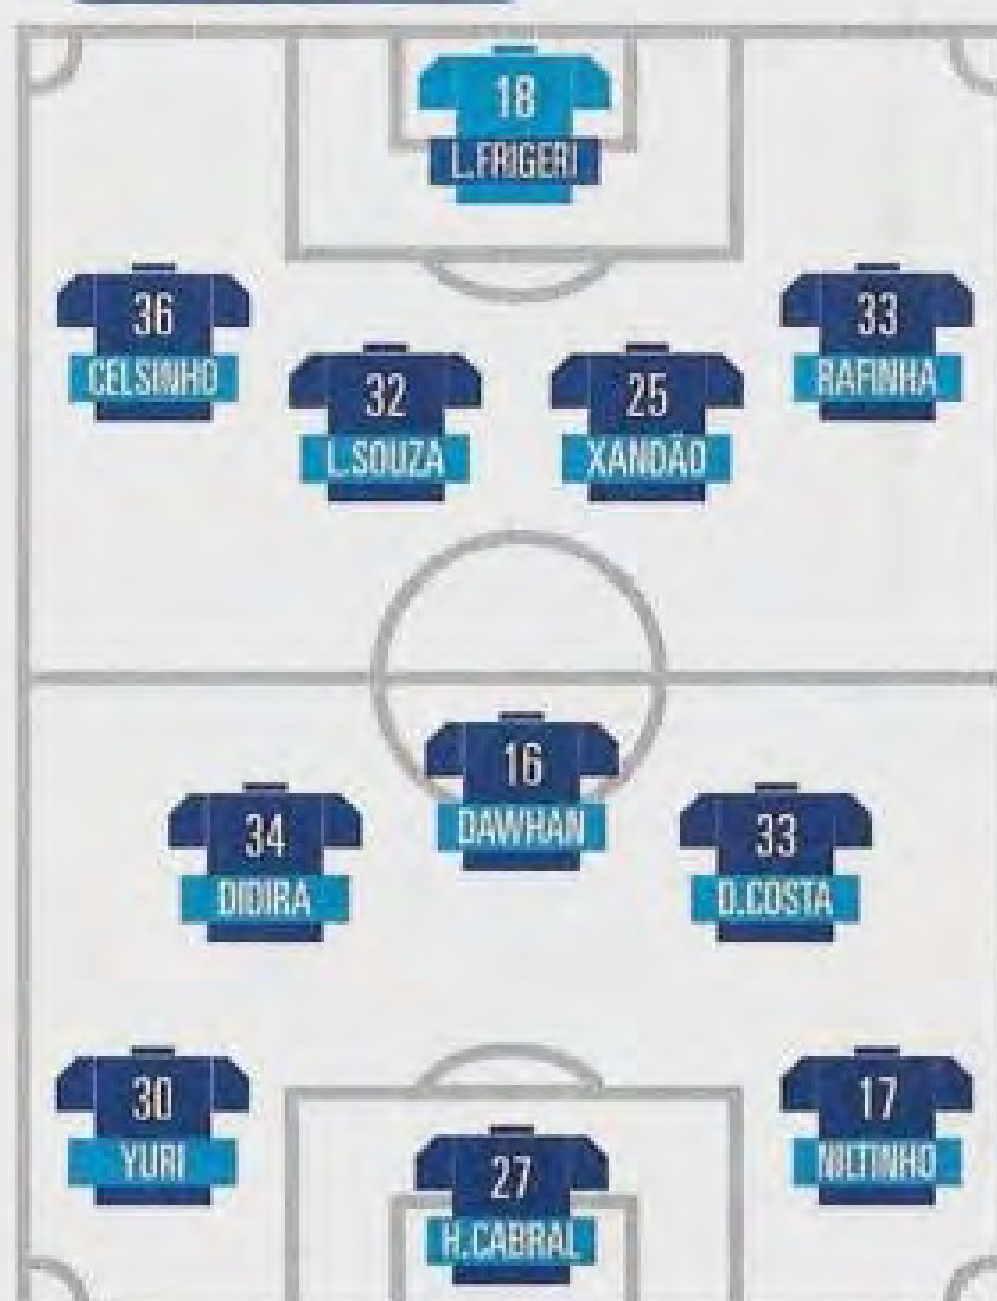 18
L.FRIGERI
36
CELSINHO
33
RAFINHA
32
L.SOUZA
25
XANDÃO
16
DAWHAN
34
DIDIRA
33
D.COSTA
30
YURI
17
NILTINHO
27
H.CABRAL